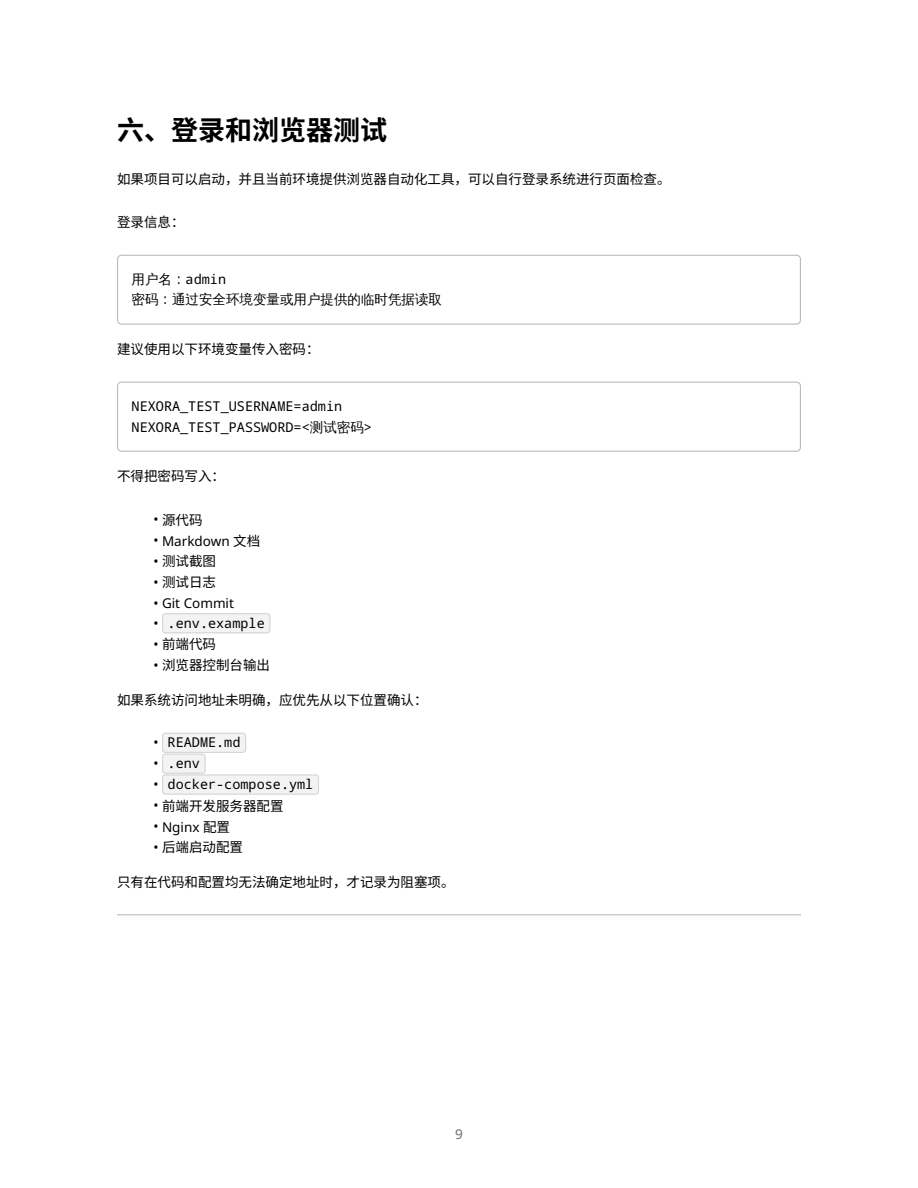 六、登录和浏览器测试
如果项目可以启动，并且当前环境提供浏览器自动化工具，可以自行登录系统进行页面检查。
登录信息：
用户名：admin
密码：通过安全环境变量或用户提供的临时凭据读取
建议使用以下环境变量传入密码：
NEXORA_TEST_USERNAME=admin
NEXORA_TEST_PASSWORD=<测试密码>
不得把密码写入：
• 源代码
• Markdown 文档
• 测试截图
• 测试日志
• Git Commit
• .env.example
• 前端代码
• 浏览器控制台输出
如果系统访问地址未明确，应优先从以下位置确认：
• README.md
• .env
• docker-compose.yml
• 前端开发服务器配置
• Nginx 配置
• 后端启动配置
只有在代码和配置均无法确定地址时，才记录为阻塞项。
9